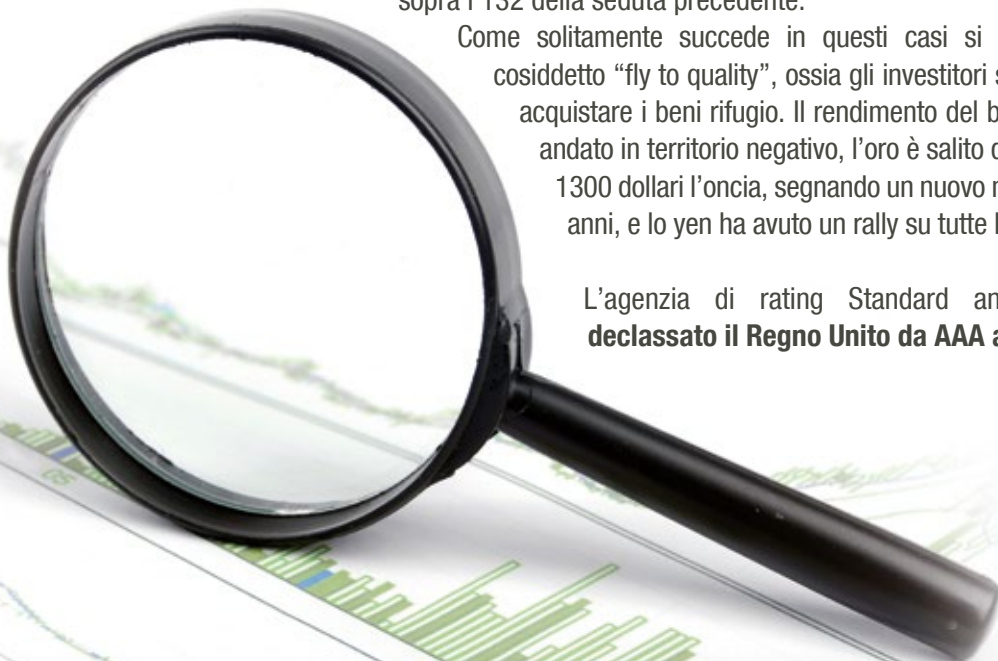 sopra i 132 della seduta precedente.
Come solitamente succede in questi casi si
cosiddetto “fly to quality”, ossia gli investitori
acquistare i beni rifugio. Il rendimento del
andato in territorio negativo, l’oro è salito
1300 dollari l’oncia, segnando un nuovo
anni, e lo yen ha avuto un rally su tutte
L’agenzia di rating Standard
declassato il Regno Unito da AAA